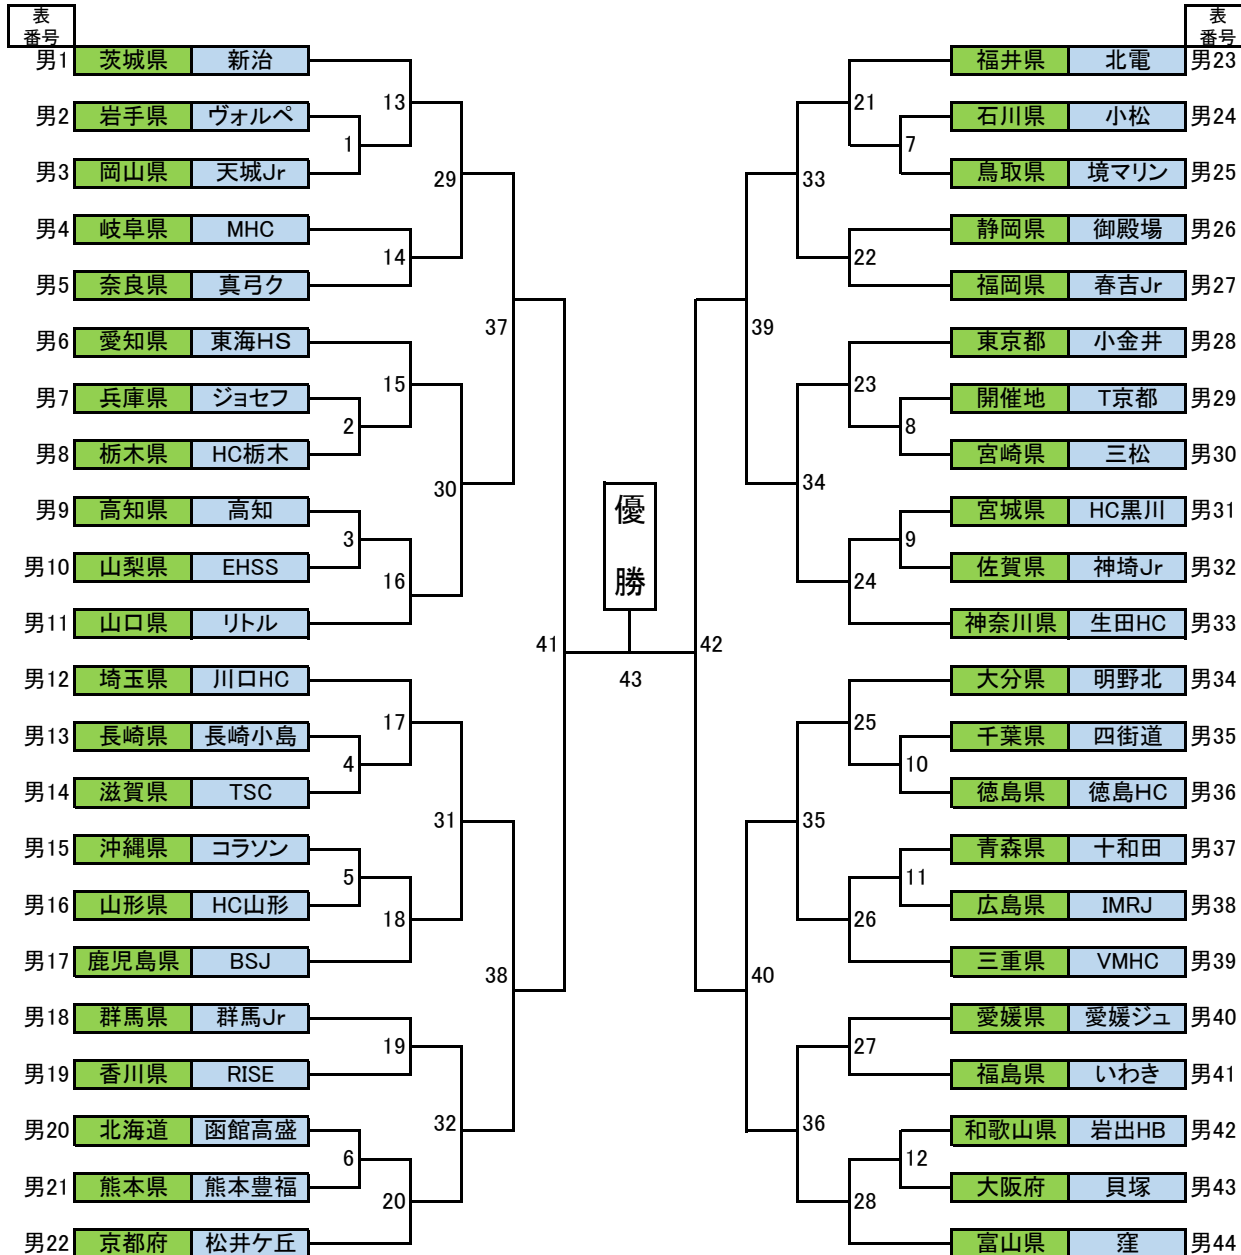 表
番号
男1 茨城県 新治
男2 岩手県 ヴォルペ
男3 岡山県 天城Jr
男4 岐阜県 MHC
男5 奈良県 真弓ク
男6 愛知県 東海HS
男7 兵庫県 ジョセフ
男8 栃木県 HC栃木
男9 高知県 高知
男10 山梨県 EHSS
男11 山口県 リトル
男12 埼玉県 川口HC
男13 長崎県 長崎小島
男14 滋賀県 TSC
男15 沖縄県 コラソン
男16 山形県 HC山形
男17 鹿児島県 BSJ
男18 群馬県 群馬Jr
男19 香川県 RISE
男20 北海道 函館高盛
男21 熊本県 熊本豊福
男22 京都府 松井ケ丘
1
2
3
4
5
6
13
14
15
16
17
18
19
20
29
30
31
32
37
38
41
優
勝
43
42
39
40
33
34
35
36
21
22
23
24
25
26
27
28
7
8
9
10
11
12
表
番号
福井県 北電 男23
石川県 小松 男24
鳥取県 境マリン 男25
静岡県 御殿場 男26
福岡県 春吉Jr 男27
東京都 小金井 男28
開催地 T京都 男29
宮崎県 三松 男30
宮城県 HC黒川 男31
佐賀県 神埼Jr 男32
神奈川県 生田HC 男33
大分県 明野北 男34
千葉県 四街道 男35
徳島県 徳島HC 男36
青森県 十和田 男37
広島県 IMRJ 男38
三重県 VMHC 男39
愛媛県 愛媛ジュ 男40
福島県 いわき 男41
和歌山県 岩出HB 男42
大阪府 貝塚 男43
富山県 窪 男44